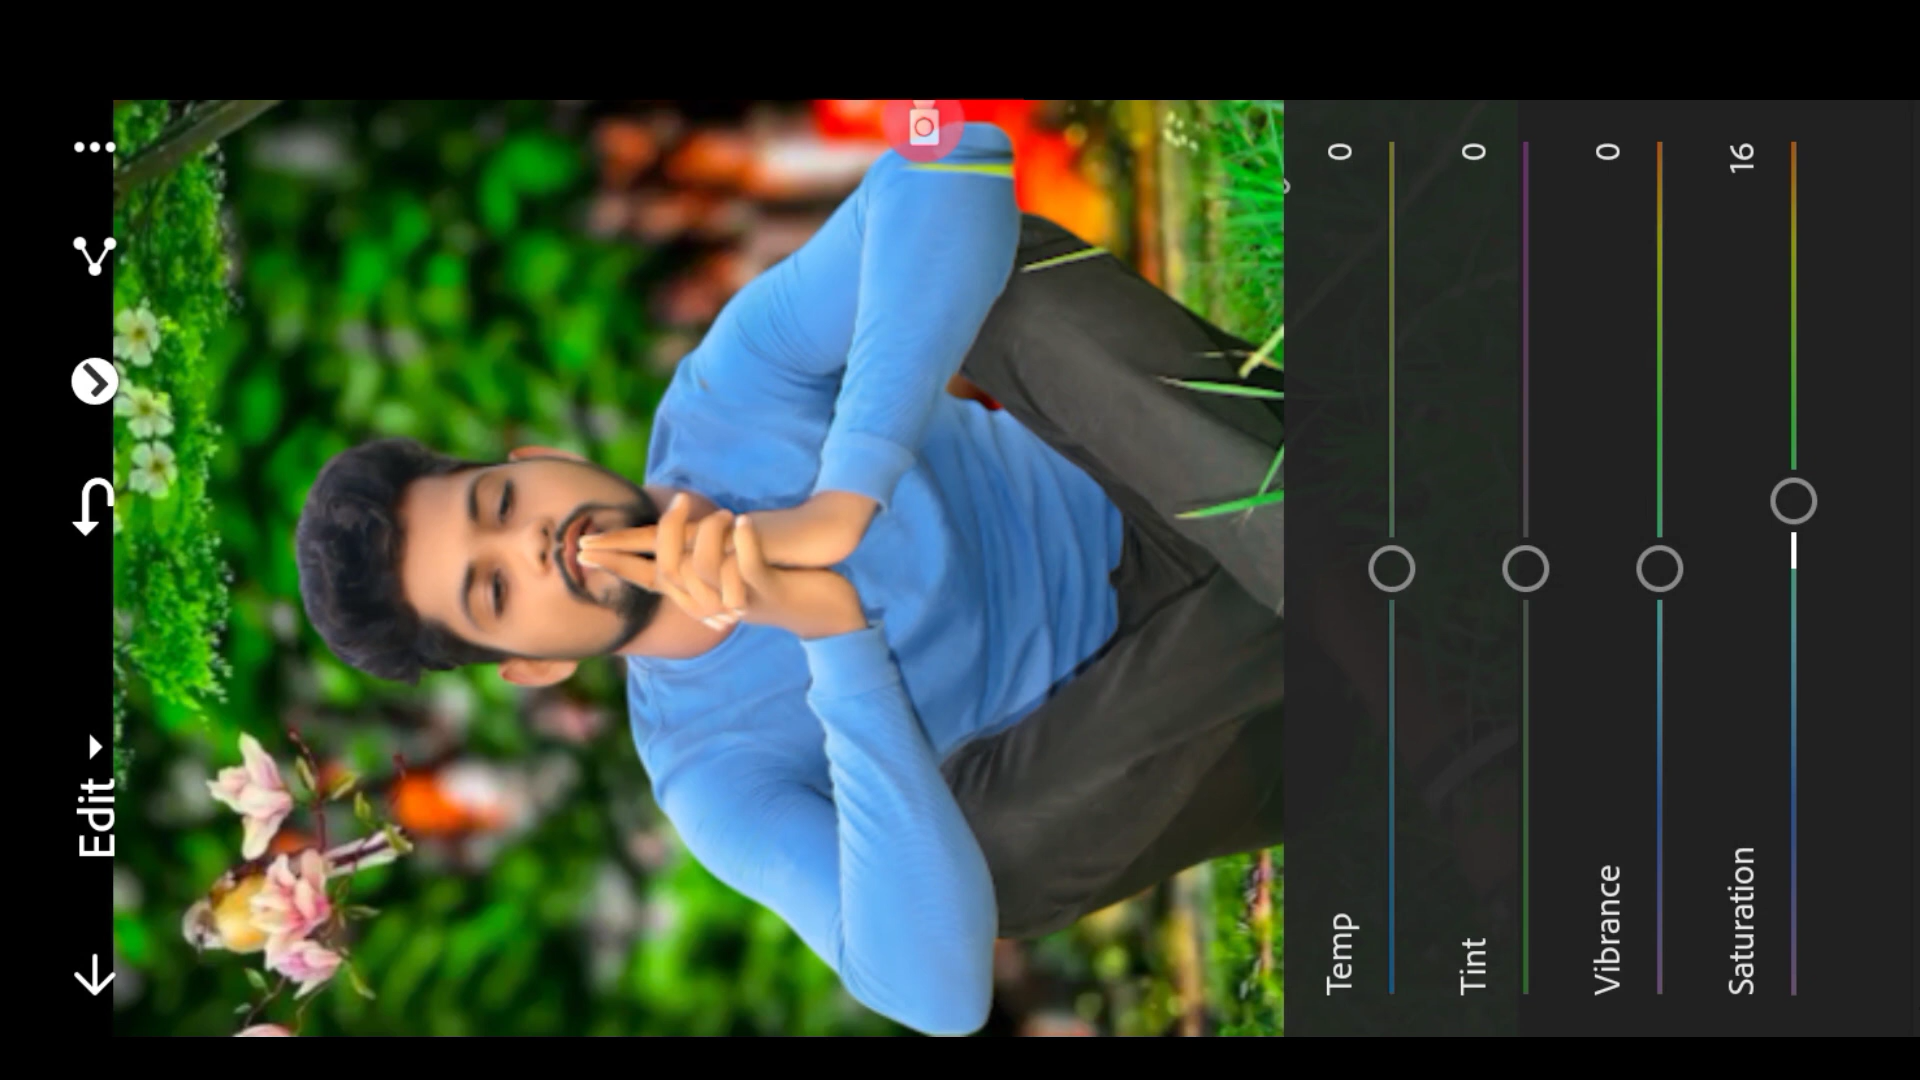 Edit
Temp 0
Tint 0
Vibrance 0
Saturation 16